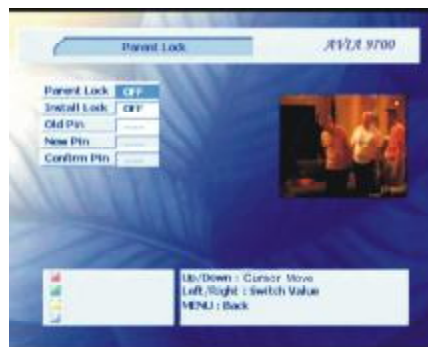 Parent Lock
AVIA 9700
Parent Lock OFF
Install Lock OFF
Old Pin ----
New Pin ----
Confirm Pin ----
Up/Down : Cursor Move
Left/Right : Switch Value
MENU : Back